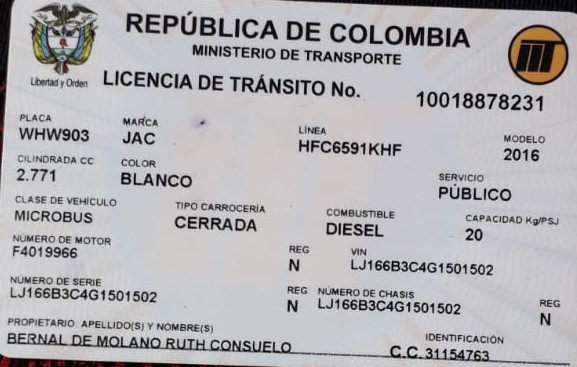 REPÚBLICA DE COLOMBIA
MINISTERIO DE TRANSPORTE
Libertad y Orden
LICENCIA DE TRÁNSITO No. 10018878231
PLACA MARCA LÍNEA MODELO
WHW903 JAC HFC6591KHF 2016
CILINDRADA CC COLOR SERVICIO
2.771 BLANCO PÚBLICO
CLASE DE VEHÍCULO TIPO CARROCERÍA COMBUSTIBLE CAPACIDAD Kg/PSJ
MICROBUS CERRADA DIESEL 20
NÚMERO DE MOTOR REG VIN
F4019966 N LJ166B3C4G1501502
NÚMERO DE SERIE REG NÚMERO DE CHASIS REG
LJ166B3C4G1501502 N LJ166B3C4G1501502 N
PROPIETARIO: APELLIDO(S) Y NOMBRE(S) IDENTIFICACIÓN
BERNAL DE MOLANO RUTH CONSUELO C.C. 31154763